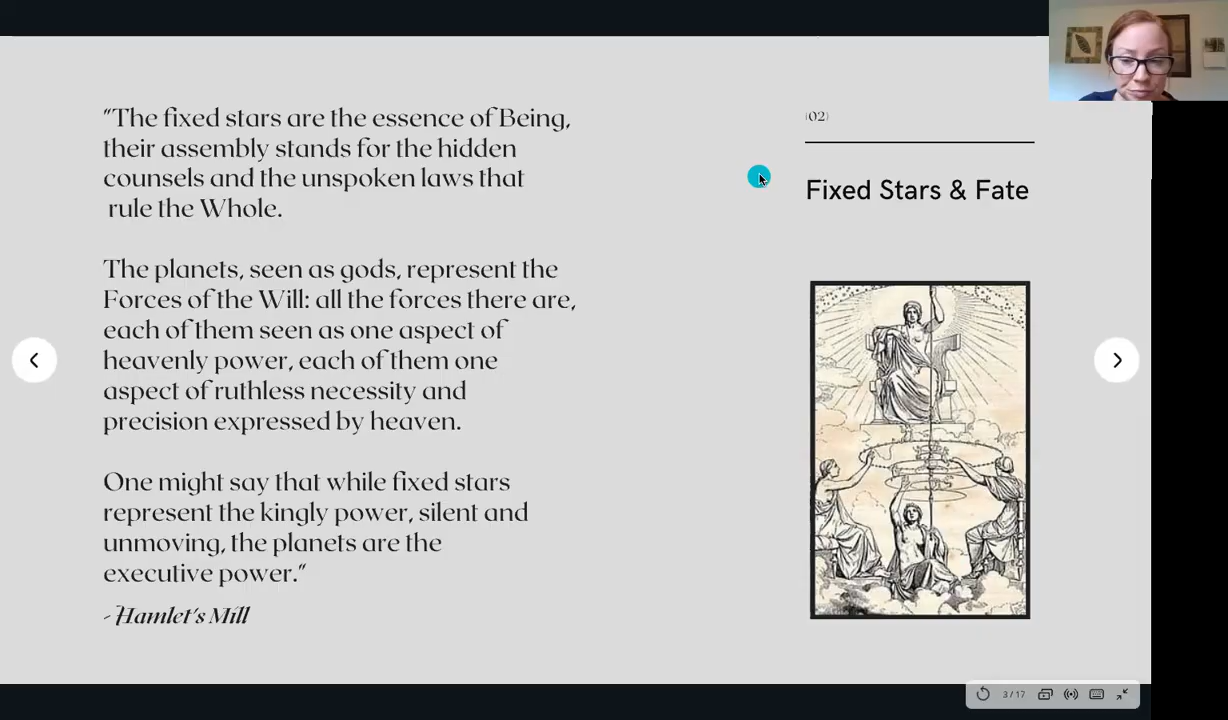 "The fixed stars are the essence of Being,
their assembly stands for the hidden
counsels and the unspoken laws that
rule the Whole.
The planets, seen as gods, represent the
Forces of the Will: all the forces there are,
each of them seen as one aspect of
heavenly power, each of them one
aspect of ruthless necessity and
precision expressed by heaven.
One might say that while fixed stars
represent the kingly power, silent and
unmoving, the planets are the
executive power."
- Hamlet's Mill
(02)
Fixed Stars & Fate
3 / 17